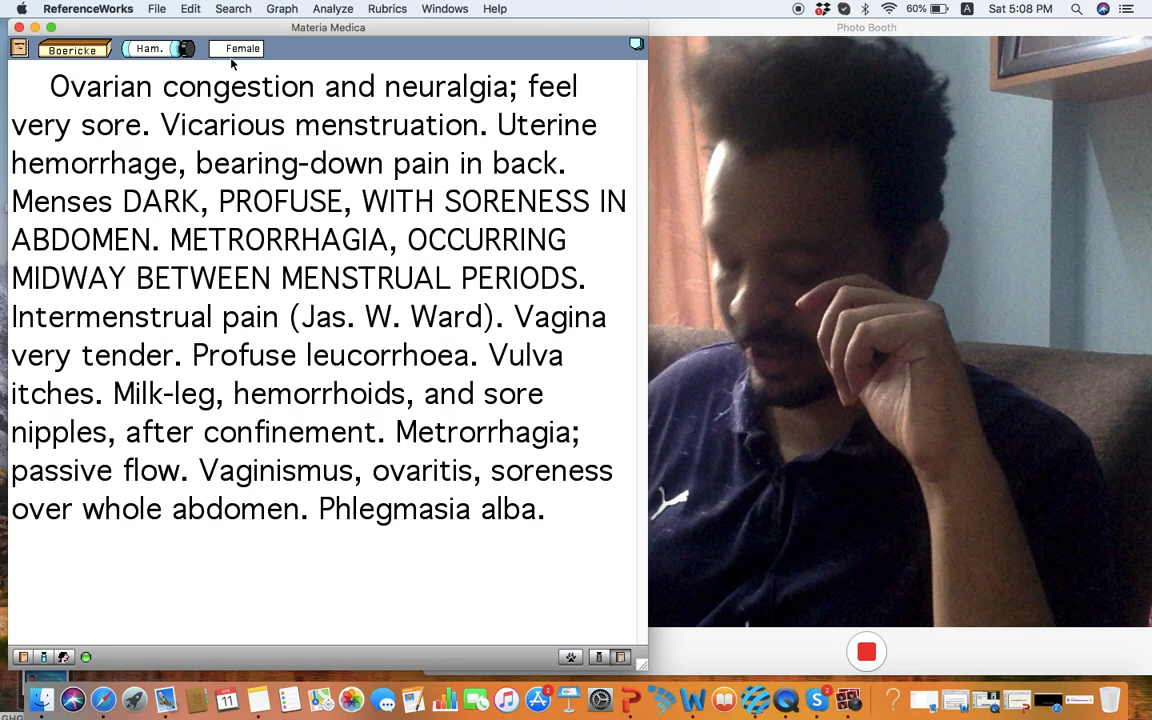 ReferenceWorks File Edit Search Graph Analyze Rubrics Windows Help 60% A Sat 5:08 PM
Materia Medica
Photo Booth
Boericke Ham. Female
Ovarian congestion and neuralgia; feel
very sore. Vicarious menstruation. Uterine
hemorrhage, bearing-down pain in back.
Menses DARK, PROFUSE, WITH SORENESS IN
ABDOMEN. METRORRHAGIA, OCCURRING
MIDWAY BETWEEN MENSTRUAL PERIODS.
Intermenstrual pain (Jas. W. Ward). Vagina
very tender. Profuse leucorrhoea. Vulva
itches. Milk-leg, hemorrhoids, and sore
nipples, after confinement. Metrorrhagia;
passive flow. Vaginismus, ovaritis, soreness
over whole abdomen. Phlegmasia alba.